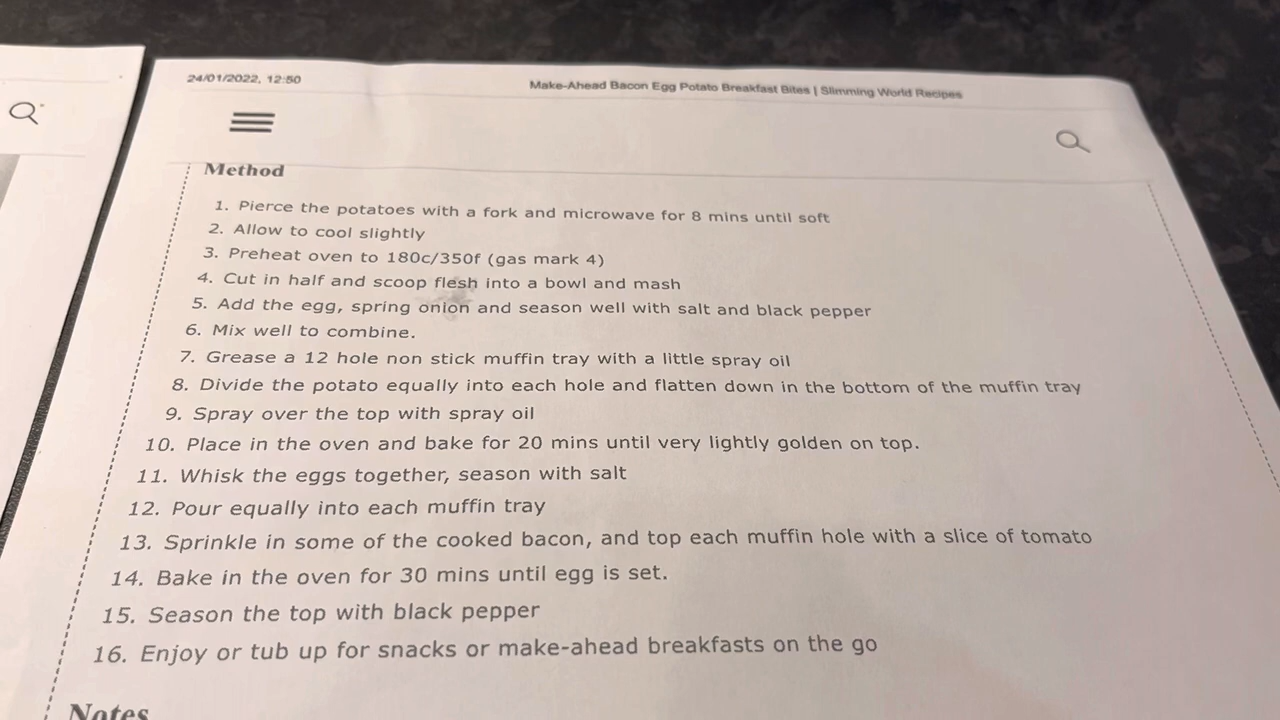 24/01/2022, 12:50
Make-Ahead Bacon Egg Potato Breakfast Bites | Slimming World Recipes
Method
1. Pierce the potatoes with a fork and microwave for 8 mins until soft
2. Allow to cool slightly
3. Preheat oven to 180c/350f (gas mark 4)
4. Cut in half and scoop flesh into a bowl and mash
5. Add the egg, spring onion and season well with salt and black pepper
6. Mix well to combine.
7. Grease a 12 hole non stick muffin tray with a little spray oil
8. Divide the potato equally into each hole and flatten down in the bottom of the muffin tray
9. Spray over the top with spray oil
10. Place in the oven and bake for 20 mins until very lightly golden on top.
11. Whisk the eggs together, season with salt
12. Pour equally into each muffin tray
13. Sprinkle in some of the cooked bacon, and top each muffin hole with a slice of tomato
14. Bake in the oven for 30 mins until egg is set.
15. Season the top with black pepper
16. Enjoy or tub up for snacks or make-ahead breakfasts on the go
Notes